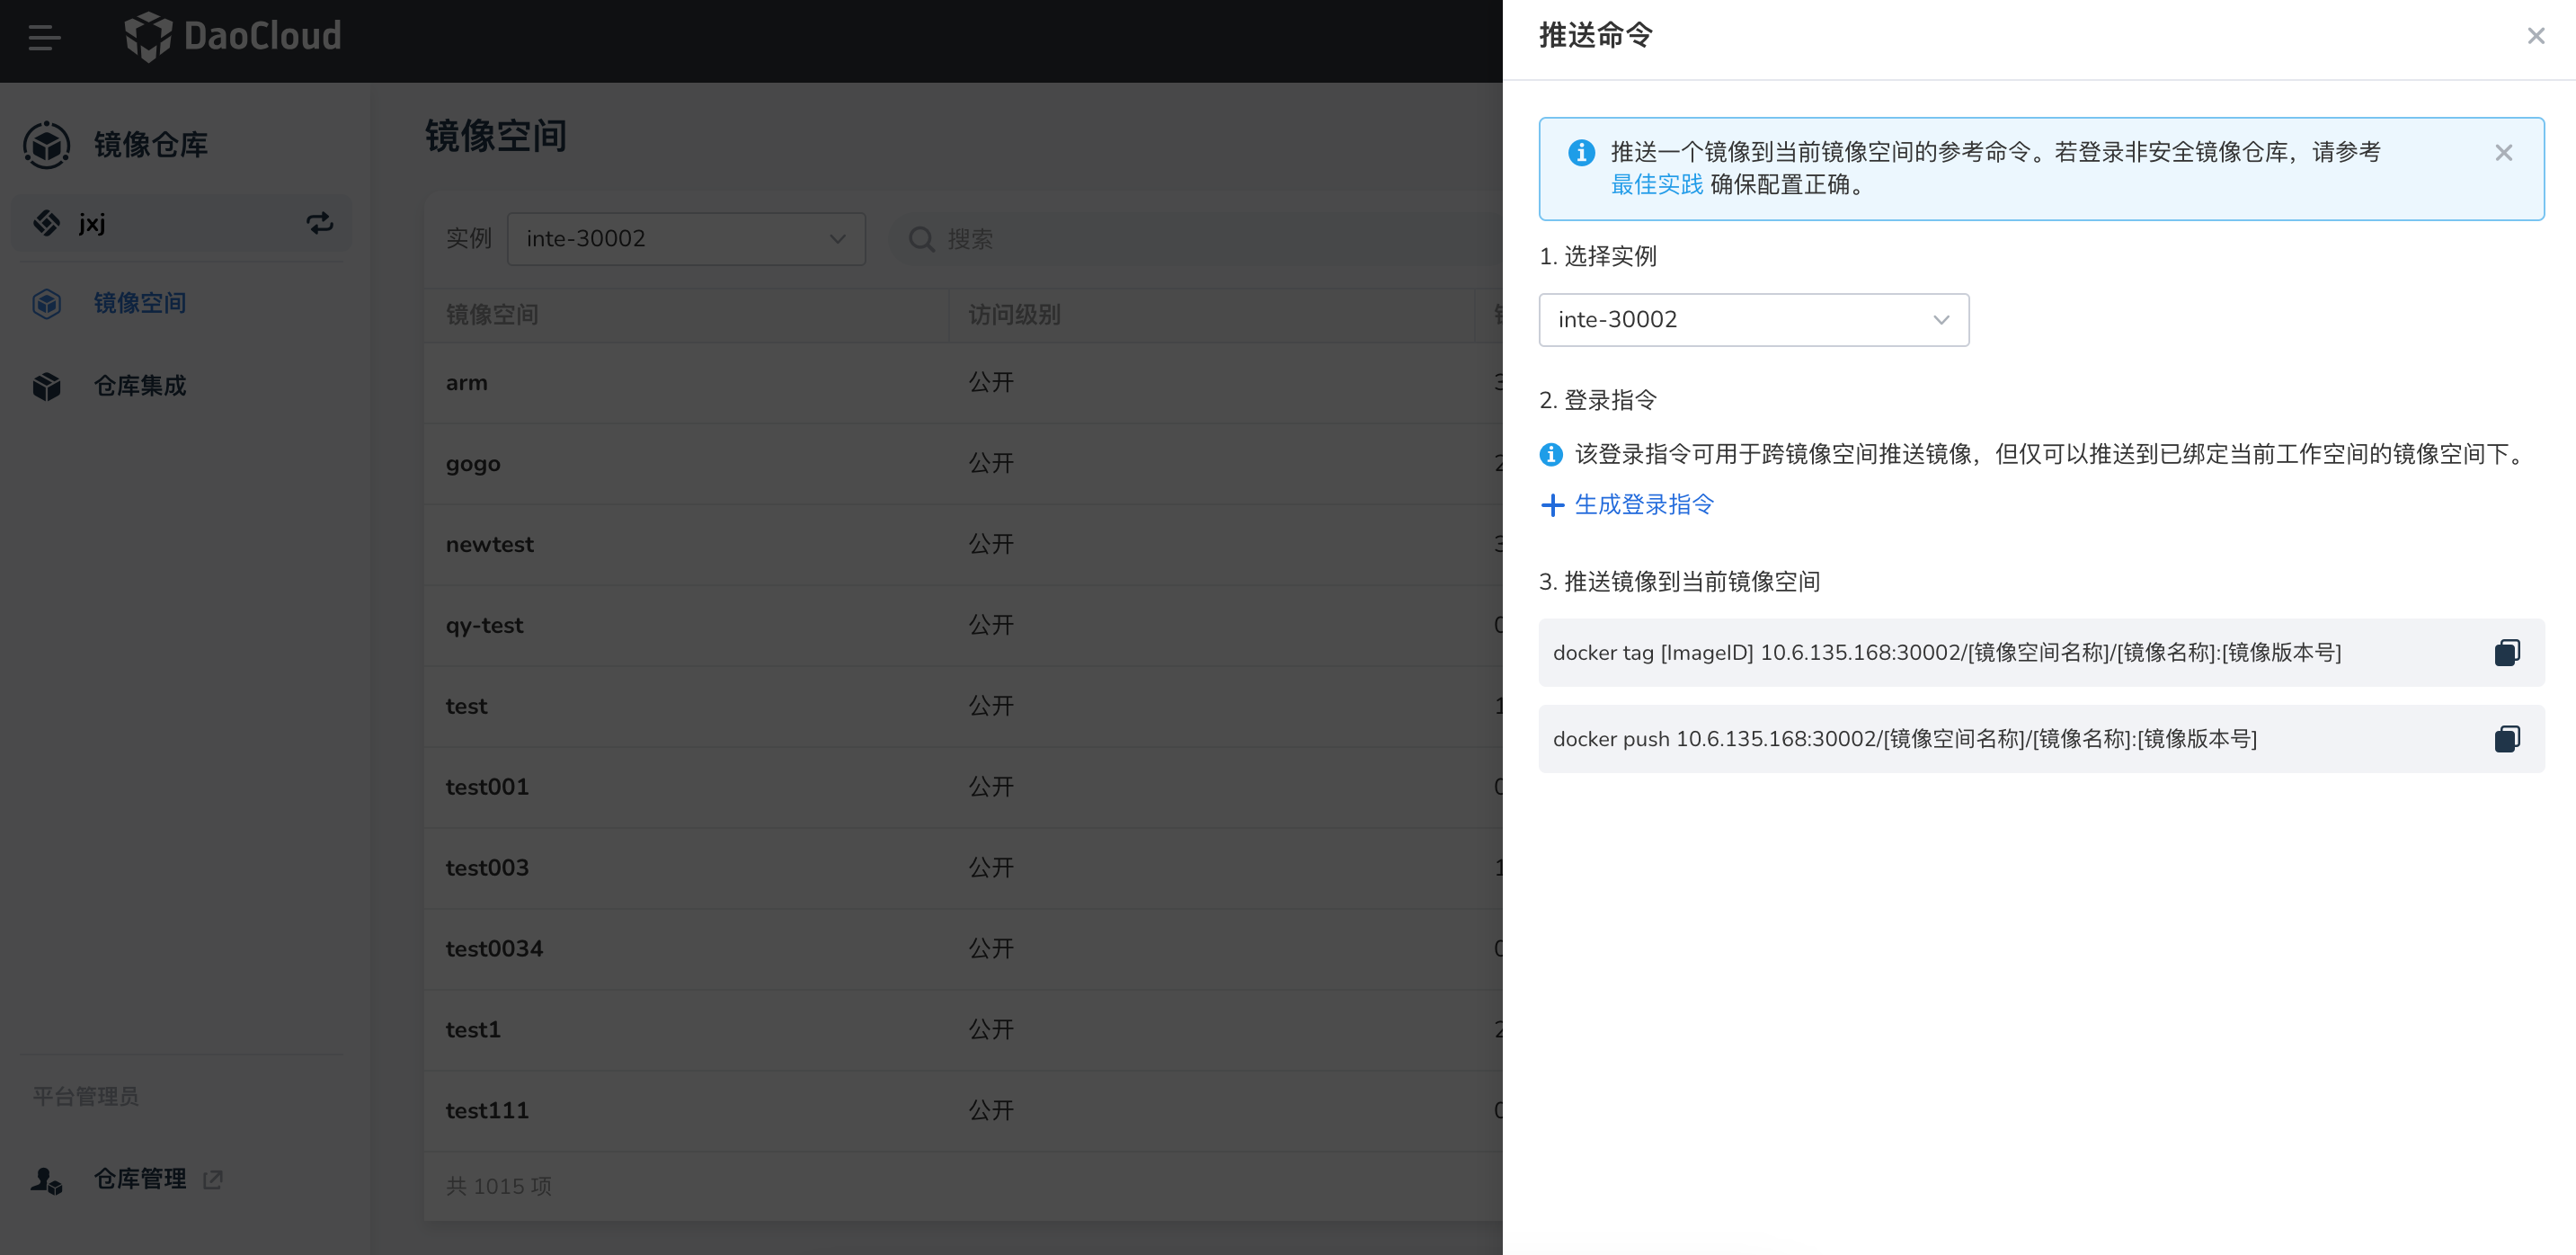 DaoCloud
镜像仓库
jxj
镜像空间
仓库集成
平台管理员
仓库管理
镜像空间
实例
inte-30002
搜索
镜像空间
访问级别
arm
公开
3
gogo
公开
2
newtest
公开
3
qy-test
公开
0
test
公开
1
test001
公开
0
test003
公开
1
test0034
公开
0
test1
公开
2
test111
公开
0
共 1015 项
推送命令
推送一个镜像到当前镜像空间的参考命令。若登录非安全镜像仓库，请参考
最佳实践 确保配置正确。
1. 选择实例
inte-30002
2. 登录指令
该登录指令可用于跨镜像空间推送镜像，但仅可以推送到已绑定当前工作空间的镜像空间下。
生成登录指令
3. 推送镜像到当前镜像空间
docker tag [ImageID] 10.6.135.168:30002/[镜像空间名称]/[镜像名称]:[镜像版本号]
docker push 10.6.135.168:30002/[镜像空间名称]/[镜像名称]:[镜像版本号]